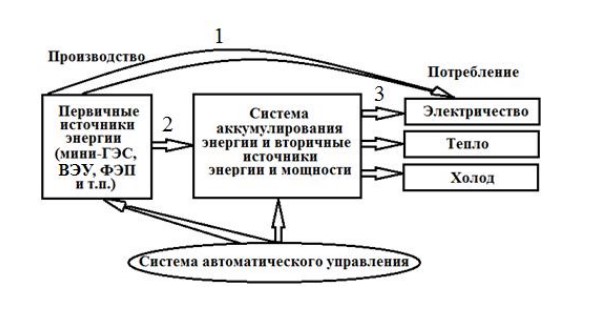 1
Производство
Потребление
Первичные
источники
энергии
(мини-ГЭС,
ВЭУ, ФЭП
и т.п.)
2
Система
аккумулирования
энергии и вторичные
источники
энергии и мощности
3
Электричество
Тепло
Холод
Система автоматического управления